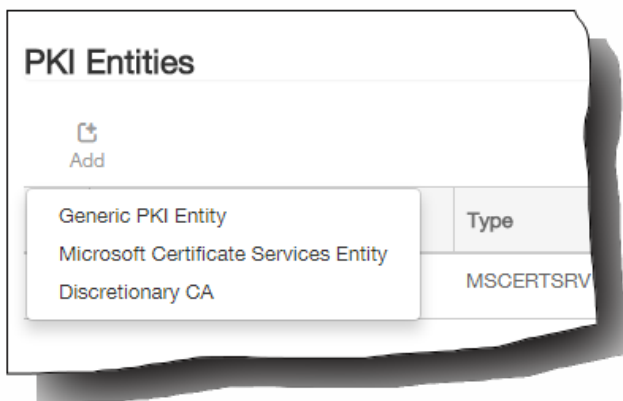 PKI Entities
Add
Type
Generic PKI Entity
Microsoft Certificate Services Entity
Discretionary CA
MSCERTSRV